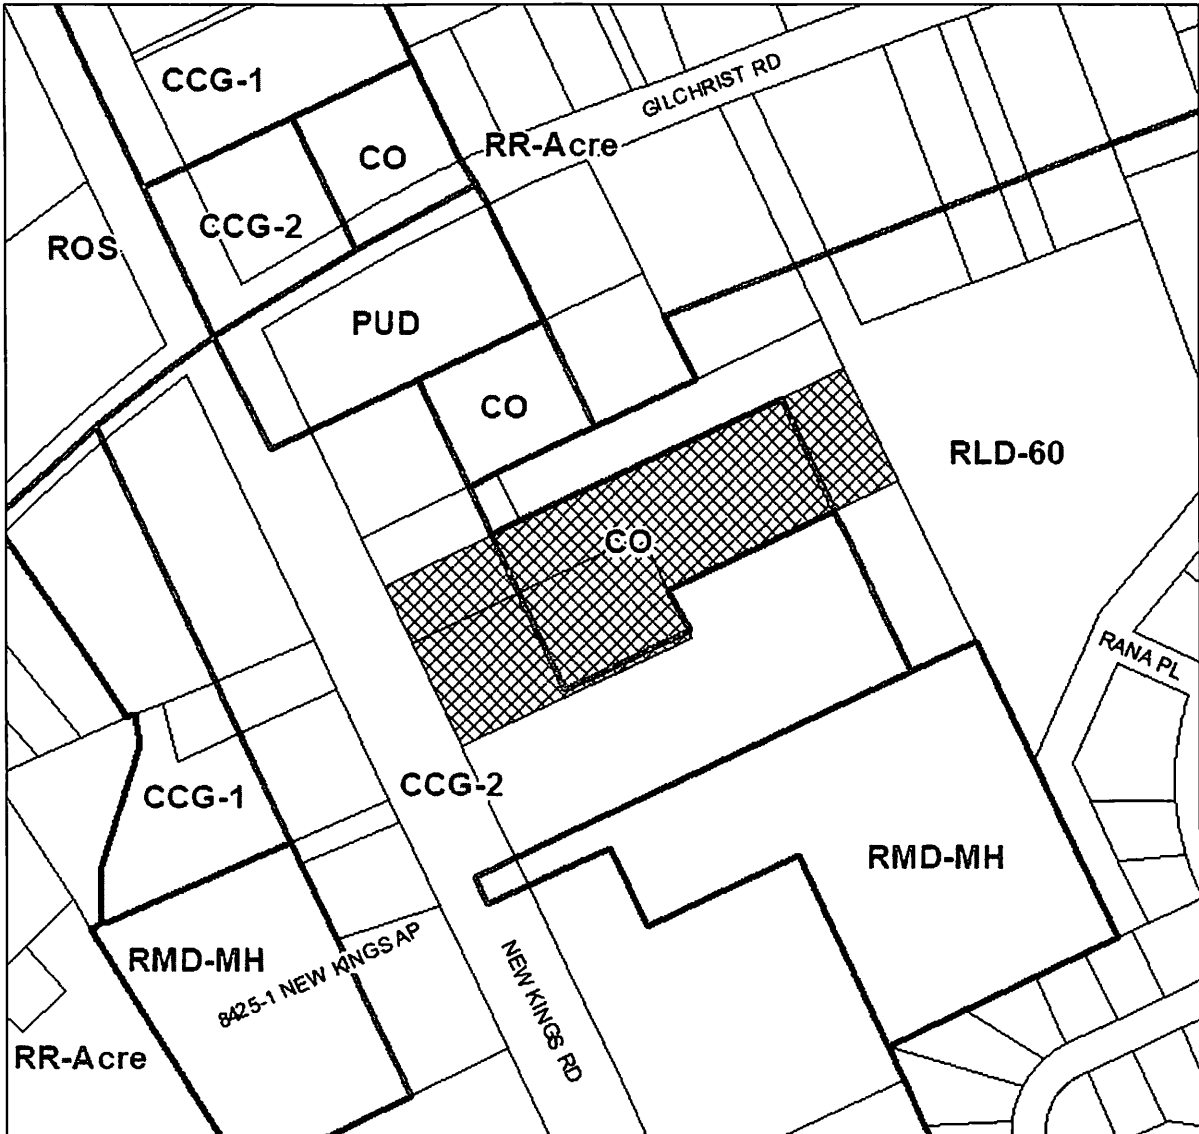 CCG-1
GILCHRIST RD
RR-Acre
CO
CCG-2
ROS
PUD
CO
RLD-60
CO
RANA PL
CCG-2
CCG-1
RMD-MH
RMD-MH
8425-1 NEW KINGS AP
NEW KINGS RD
RR-Acre